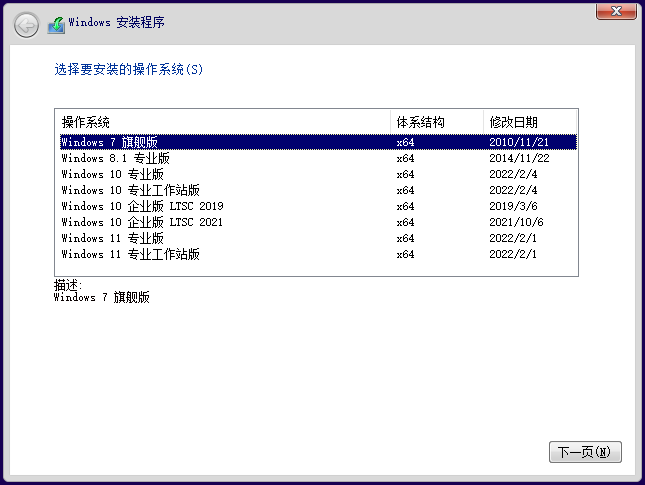 Windows 安装程序
选择要安装的操作系统(S)
操作系统 体系结构 修改日期
Windows 7 旗舰版 x64 2010/11/21
Windows 8.1 专业版 x64 2014/11/22
Windows 10 专业版 x64 2022/2/4
Windows 10 专业工作站版 x64 2022/2/4
Windows 10 企业版 LTSC 2019 x64 2019/3/6
Windows 10 企业版 LTSC 2021 x64 2021/10/6
Windows 11 专业版 x64 2022/2/1
Windows 11 专业工作站版 x64 2022/2/1
描述:
Windows 7 旗舰版
下一页(N)